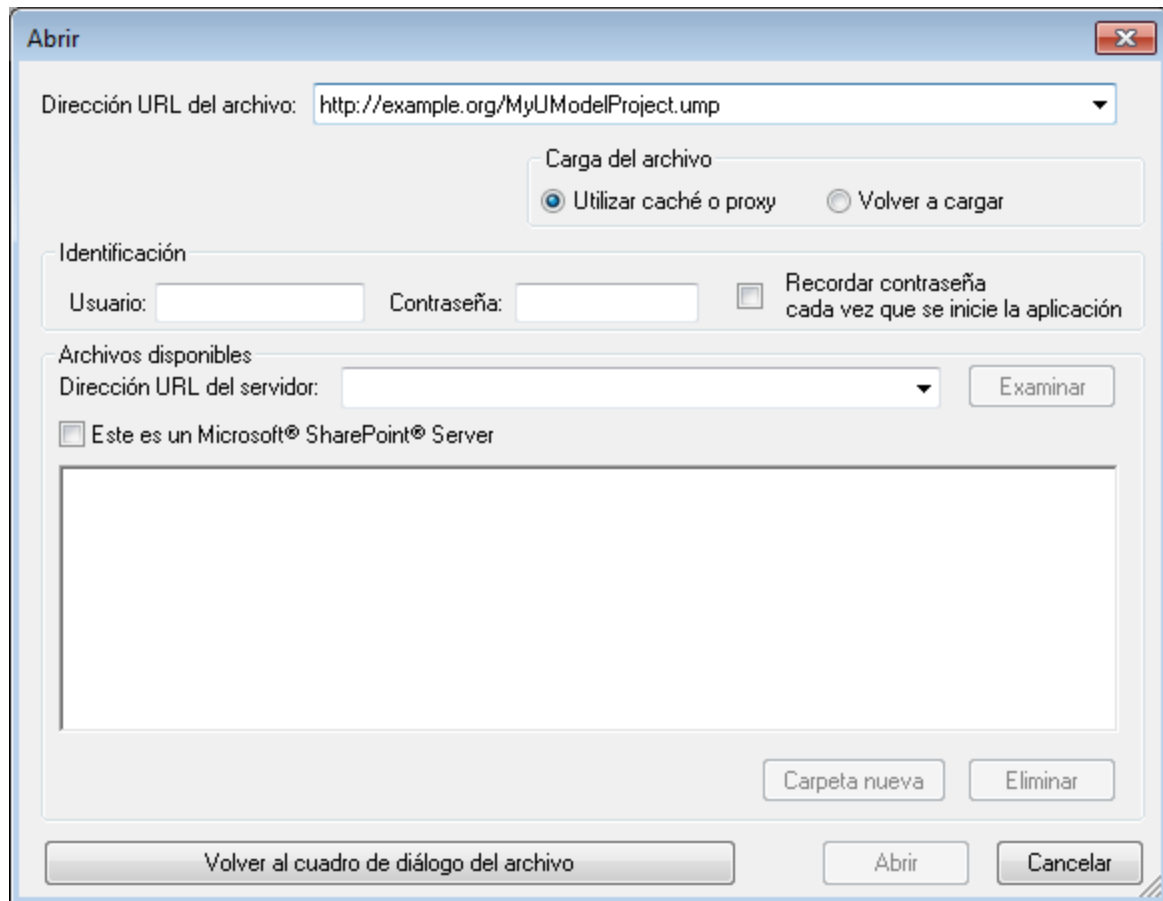 Abrir
Dirección URL del archivo: http://example.org/MyUModelProject.ump
Carga del archivo
Utilizar caché o proxy Volver a cargar
Identificación
Usuario: Contraseña: Recordar contraseña
cada vez que se inicie la aplicación
Archivos disponibles
Dirección URL del servidor: Examinar
Este es un Microsoft® SharePoint® Server
Carpeta nueva Eliminar
Volver al cuadro de diálogo del archivo Abrir Cancelar